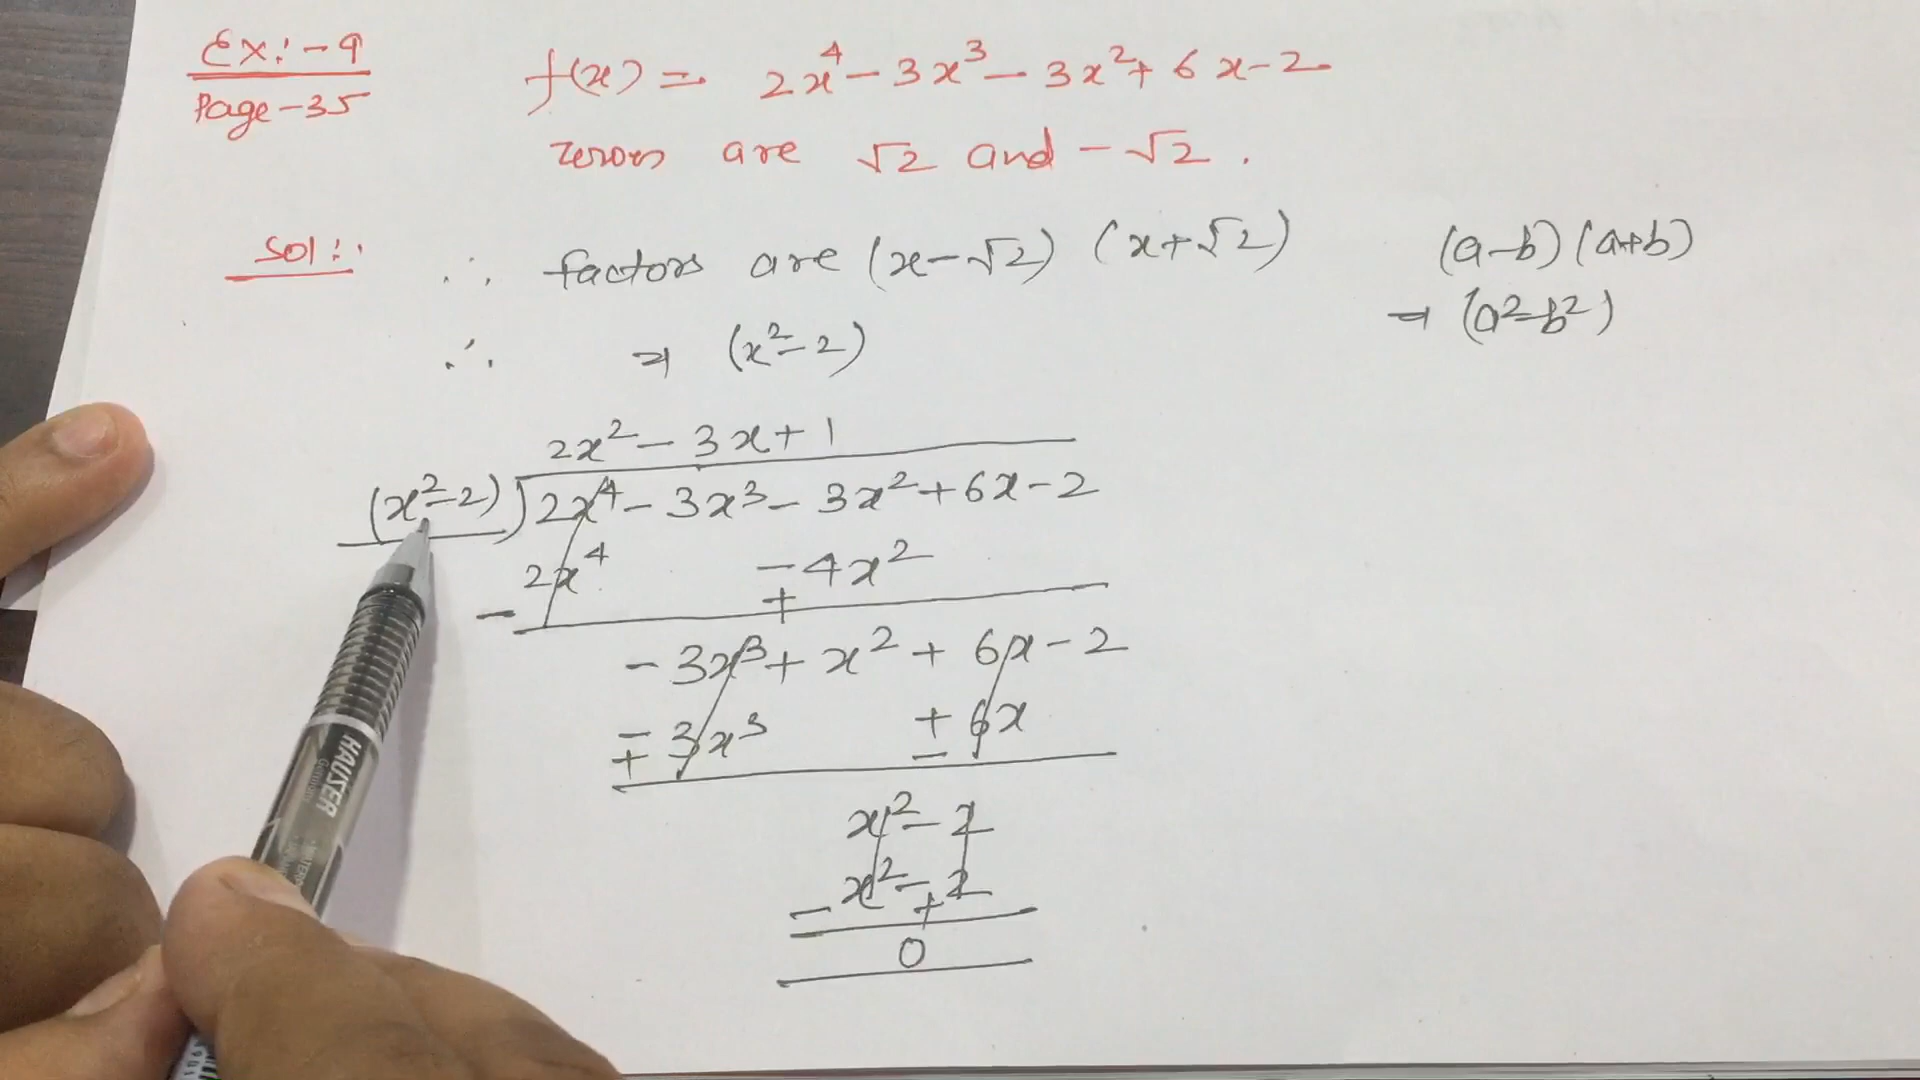 Ex:-9
Page-35
f(x) = 2x⁴ - 3x³ - 3x² + 6x - 2
zeroes are √2 and -√2.
Sol:
∴ factors are (x-√2) (x+√2)
(a-b)(a+b)
= (a²-b²)
∴ ⇒ (x²-2)
2x² - 3x + 1
(x²-2) ) 2x⁴ - 3x³ - 3x² + 6x - 2
2x⁴ - 4x²
- +
- 3x³ + x² + 6x - 2
- 3x³ + 6x
+ -
x² - 2
x² - 2
- +
0
HAUSER